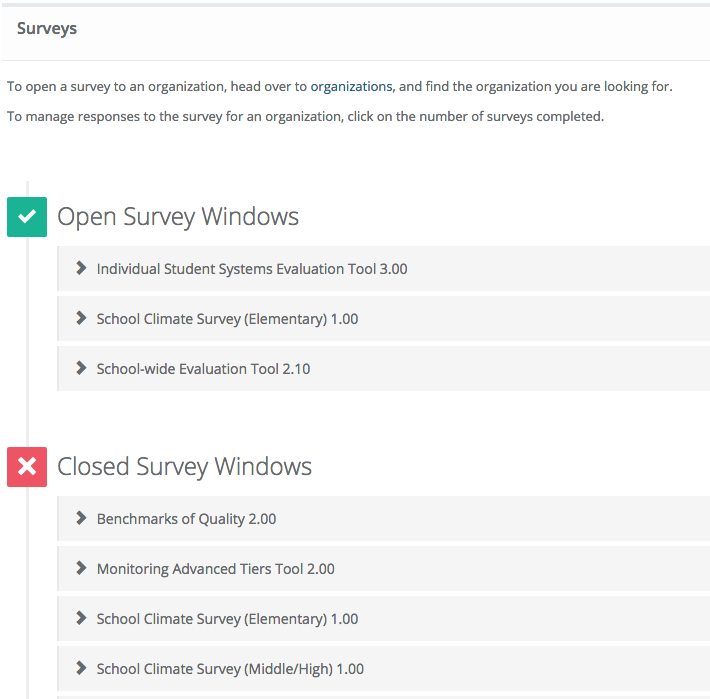 Surveys
To open a survey to an organization, head over to organizations, and find the organization you are looking for.
To manage responses to the survey for an organization, click on the number of surveys completed.
Open Survey Windows
Individual Student Systems Evaluation Tool 3.00
School Climate Survey (Elementary) 1.00
School-wide Evaluation Tool 2.10
Closed Survey Windows
Benchmarks of Quality 2.00
Monitoring Advanced Tiers Tool 2.00
School Climate Survey (Elementary) 1.00
School Climate Survey (Middle/High) 1.00